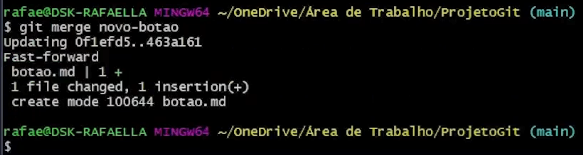 rafae@DSK-RAFAELLA MINGW64 ~/OneDrive/Área de Trabalho/ProjetoGit (main)
$ git merge novo-botao
Updating 0f1efd5..463a161
Fast-forward
 botao.md | 1 +
 1 file changed, 1 insertion(+)
 create mode 100644 botao.md
rafae@DSK-RAFAELLA MINGW64 ~/OneDrive/Área de Trabalho/ProjetoGit (main)
$